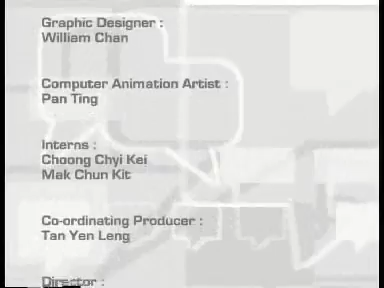 Graphic Designer :
William Chan
Computer Animation Artist :
Pan Ting
Interns :
Choong Chyi Kei
Mak Chun Kit
Co-ordinating Producer :
Tan Yen Leng
Director :